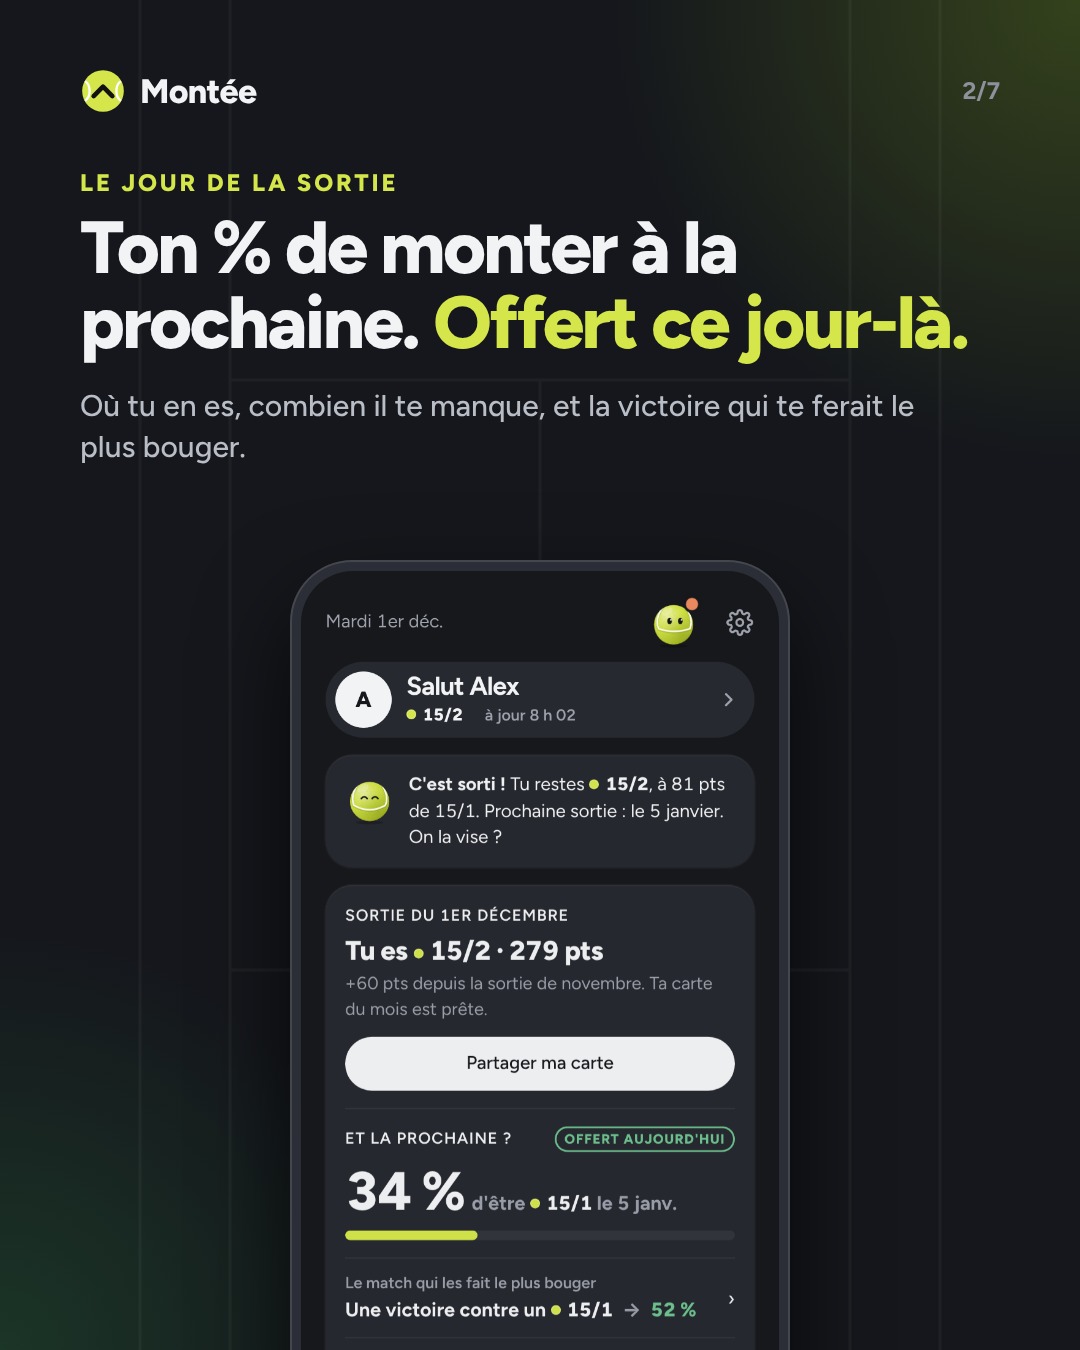 Montée
2/7
LE JOUR DE LA SORTIE
Ton % de monter à la
prochaine. Offert ce jour-là.
Où tu en es, combien il te manque, et la victoire qui te ferait le
plus bouger.
Mardi 1er déc.
A
Salut Alex
15/2 à jour 8 h 02
C'est sorti ! Tu restes 15/2, à 81 pts
de 15/1. Prochaine sortie : le 5 janvier.
On la vise ?
SORTIE DU 1ER DÉCEMBRE
Tu es 15/2 · 279 pts
+60 pts depuis la sortie de novembre. Ta carte
du mois est prête.
Partager ma carte
ET LA PROCHAINE ? OFFERT AUJOURD'HUI
34 % d'être 15/1 le 5 janv.
Le match qui les fait le plus bouger
Une victoire contre un 15/1 → 52 %